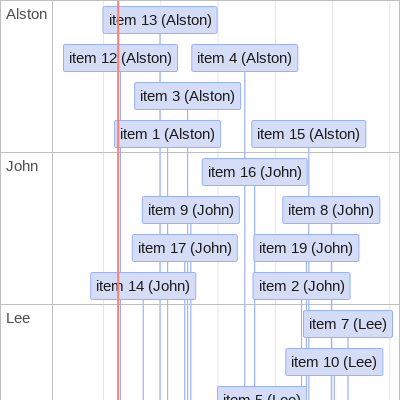 Alston
item 13 (Alston)
item 12 (Alston)
item 4 (Alston)
item 3 (Alston)
item 1 (Alston)
item 15 (Alston)
John
item 16 (John)
item 9 (John)
item 8 (John)
item 17 (John)
item 19 (John)
item 14 (John)
item 2 (John)
Lee
item 7 (Lee)
item 10 (Lee)
item 5 (Lee)